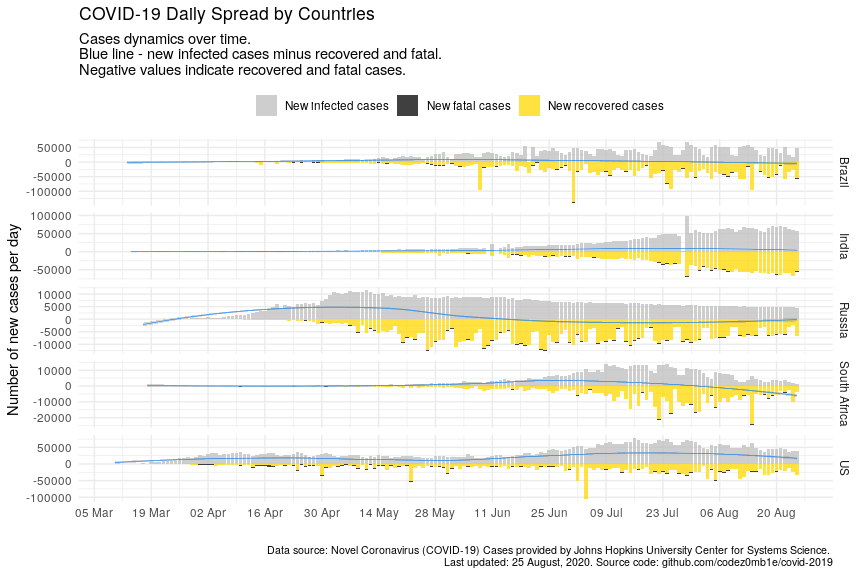 COVID-19 Daily Spread by Countries
Cases dynamics over time.
Blue line - new infected cases minus recovered and fatal.
Negative values indicate recovered and fatal cases.
New infected cases New fatal cases New recovered cases
Number of new cases per day
50000
0
-50000
-100000
Brazil
100000
50000
0
-50000
India
10000
5000
0
-5000
-10000
Russia
10000
0
-10000
-20000
South Africa
50000
0
-50000
-100000
US
05 Mar 19 Mar 02 Apr 16 Apr 30 Apr 14 May 28 May 11 Jun 25 Jun 09 Jul 23 Jul 06 Aug 20 Aug
Data source: Novel Coronavirus (COVID-19) Cases provided by Johns Hopkins University Center for Systems Science.
Last updated: 25 August, 2020. Source code: github.com/codez0mb1e/covid-2019